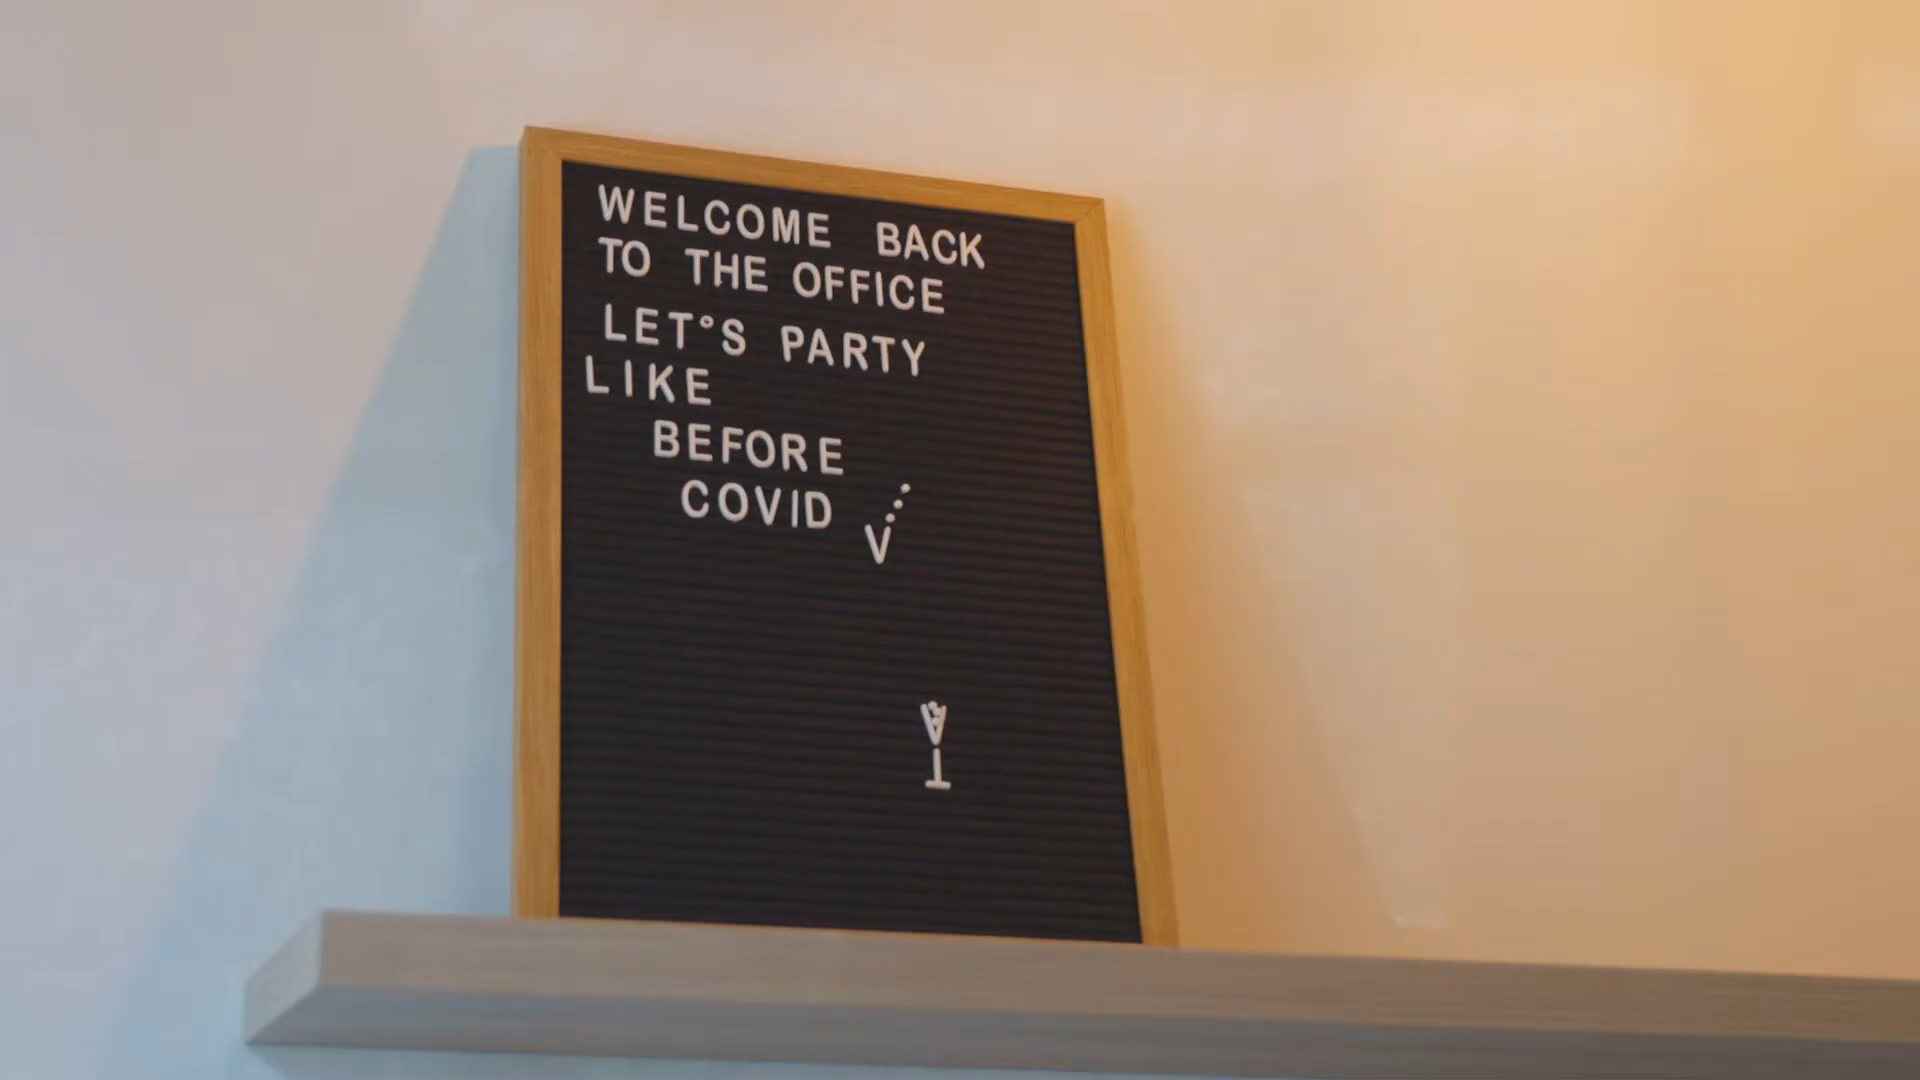 WELCOME BACK
TO THE OFFICE
LET°S PARTY
LIKE
BEFORE
COVID
V